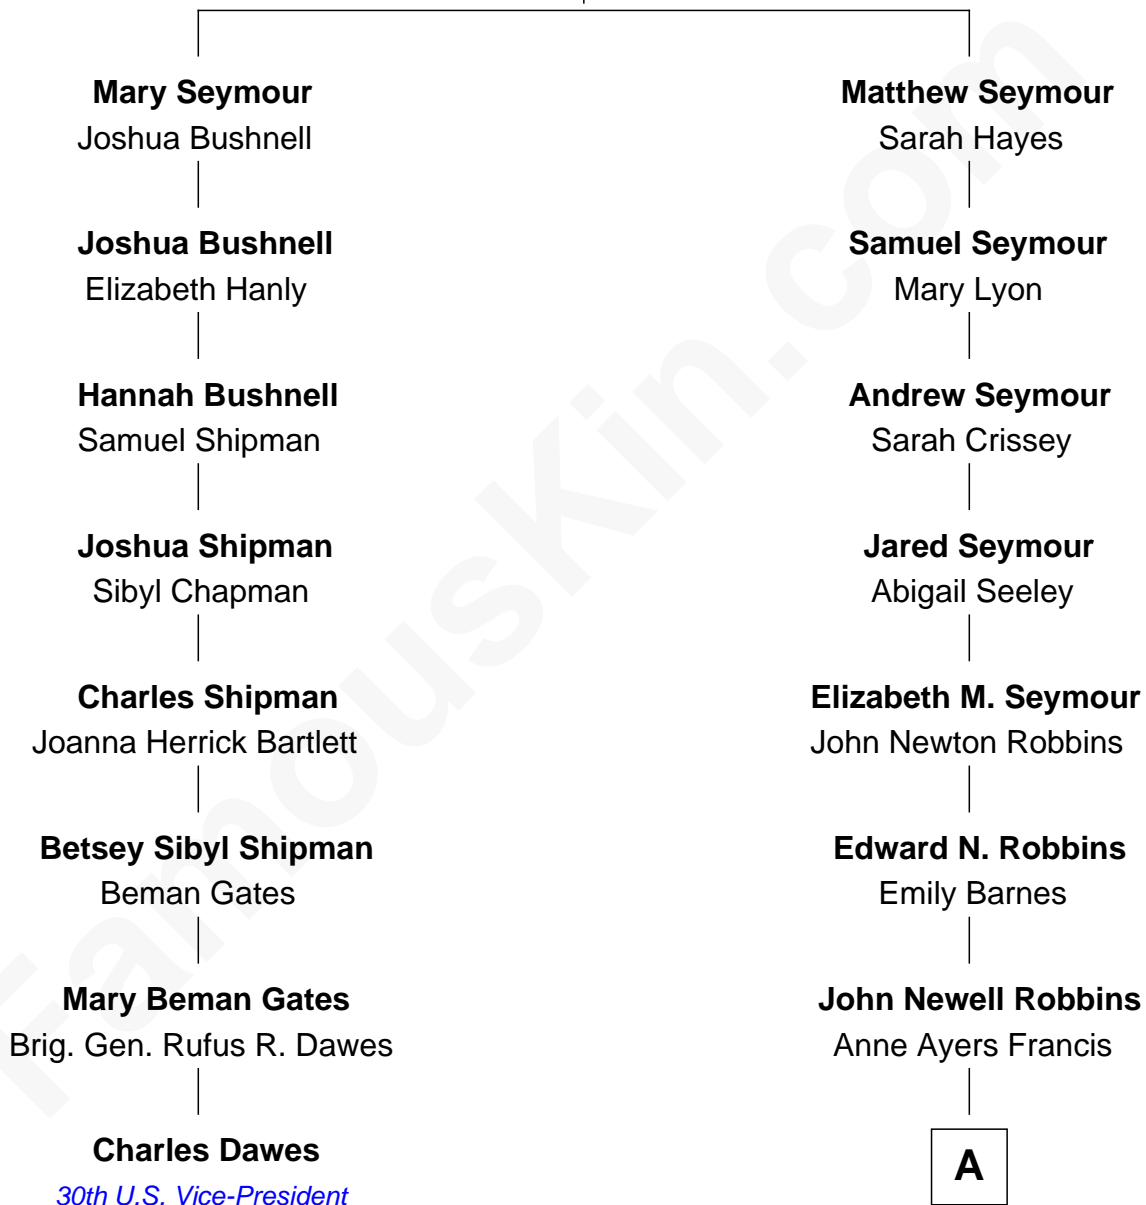 Mary Seymour
Joshua Bushnell
Joshua Bushnell
Elizabeth Hanly
Hannah Bushnell
Samuel Shipman
Joshua Shipman
Sibyl Chapman
Charles Shipman
Joanna Herrick Bartlett
Betsey Sibyl Shipman
Beman Gates
Mary Beman Gates
Brig. Gen. Rufus R. Dawes
Charles Dawes
30th U.S. Vice-President
Matthew Seymour
Sarah Hayes
Samuel Seymour
Mary Lyon
Andrew Seymour
Sarah Crissey
Jared Seymour
Abigail Seeley
Elizabeth M. Seymour
John Newton Robbins
Edward N. Robbins
Emily Barnes
John Newell Robbins
Anne Ayers Francis
A
FamousKin.com